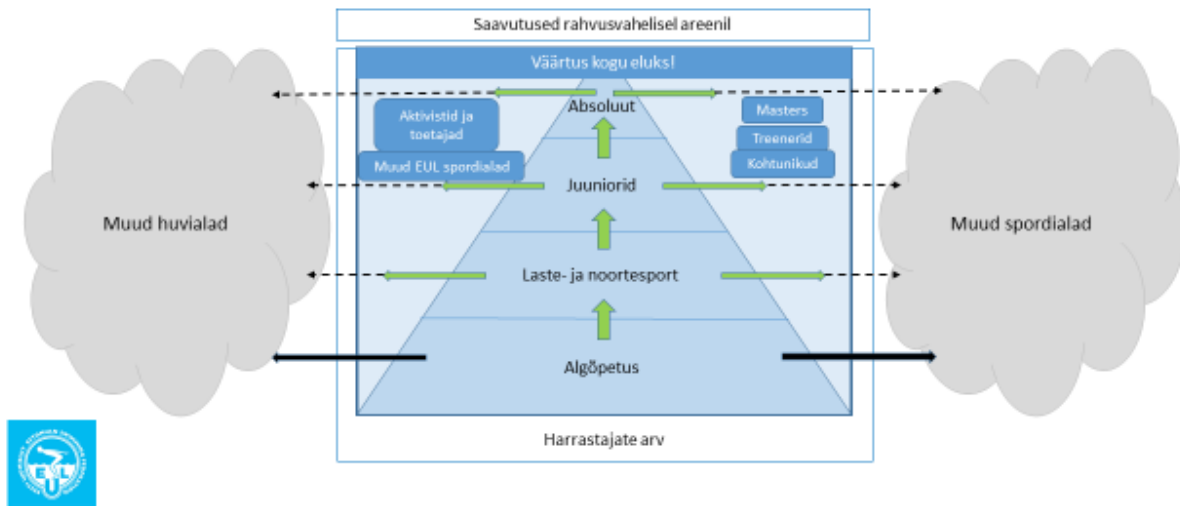 Saavutused rahvusvahelisel areenil
Väärtus kogu eluks!
Absoluut
Aktivistid ja
toetajad
Muud EUL spordialad
Masters
Treenerid
Kohtunikud
Juuniorid
Muud huvialad
Muud spordialad
Laste- ja noortesport
Algõpetus
Harrastajate arv
E U L